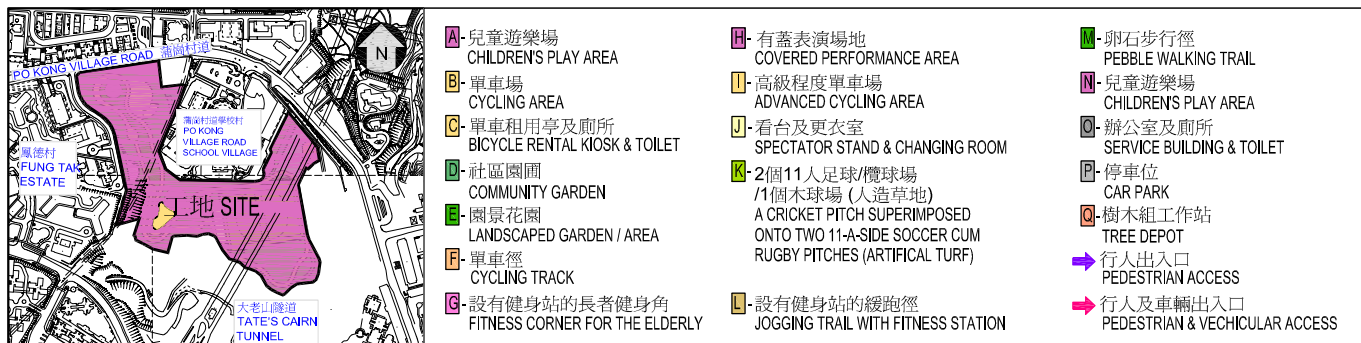 PO KONG VILLAGE ROAD 蒲崗村道
N
蒲崗村道學校村
PO KONG
VILLAGE ROAD
SCHOOL VILLAGE
鳳德村
FUNG TAK
ESTATE
工地 SITE
大老山隧道
TATE'S CAIRN
TUNNEL
A - 兒童遊樂場
CHILDREN'S PLAY AREA
B - 單車場
CYCLING AREA
C - 單車租用亭及廁所
BICYCLE RENTAL KIOSK & TOILET
D - 社區園圃
COMMUNITY GARDEN
E - 園景花園
LANDSCAPED GARDEN / AREA
F - 單車徑
CYCLING TRACK
G - 設有健身站的長者健身角
FITNESS CORNER FOR THE ELDERLY
H - 有蓋表演場地
COVERED PERFORMANCE AREA
I - 高級程度單車場
ADVANCED CYCLING AREA
J - 看台及更衣室
SPECTATOR STAND & CHANGING ROOM
K - 2個11人足球/欖球場
/1個木球場 (人造草地)
A CRICKET PITCH SUPERIMPOSED
ONTO TWO 11-A-SIDE SOCCER CUM
RUGBY PITCHES (ARTIFICAL TURF)
L - 設有健身站的緩跑徑
JOGGING TRAIL WITH FITNESS STATION
M - 卵石步行徑
PEBBLE WALKING TRAIL
N - 兒童遊樂場
CHILDREN'S PLAY AREA
O - 辦公室及廁所
SERVICE BUILDING & TOILET
P - 停車位
CAR PARK
Q - 樹木組工作站
TREE DEPOT
行人出入口
PEDESTRIAN ACCESS
行人及車輛出入口
PEDESTRIAN & VECHICULAR ACCESS